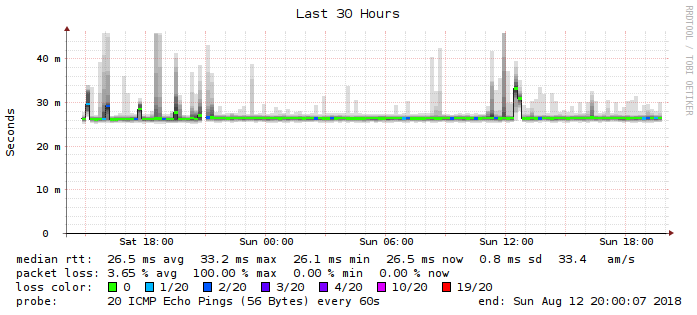 Last 30 Hours
RRDTOOL / TOBI OETIKER
Seconds
40 m
30 m
20 m
10 m
0
Sat 18:00 Sun 00:00 Sun 06:00 Sun 12:00 Sun 18:00
median rtt: 26.5 ms avg 33.2 ms max 26.1 ms min 26.5 ms now 0.8 ms sd 33.4 am/s
packet loss: 3.65 % avg 100.00 % max 0.00 % min 0.00 % now
loss color: 0 1/20 2/20 3/20 4/20 10/20 19/20
probe: 20 ICMP Echo Pings (56 Bytes) every 60s end: Sun Aug 12 20:00:07 2018